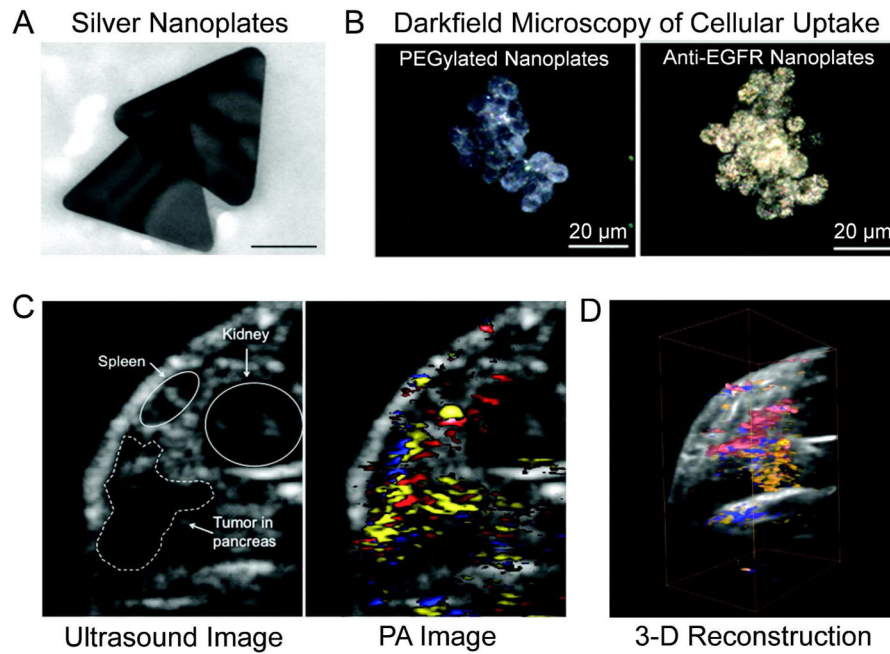 A
Silver Nanoplates
B
Darkfield Microscopy of Cellular Uptake
PEGylated Nanoplates
Anti-EGFR Nanoplates
20 µm
20 µm
C
Kidney
Spleen
Tumor in
pancreas
Ultrasound Image
PA Image
D
3-D Reconstruction